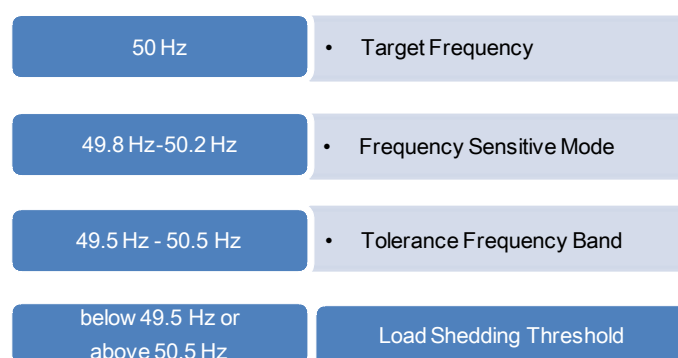 50 Hz
• Target Frequency
49.8 Hz-50.2 Hz
• Frequency Sensitive Mode
49.5 Hz - 50.5 Hz
• Tolerance Frequency Band
below 49.5 Hz or
above 50.5 Hz
Load Shedding Threshold